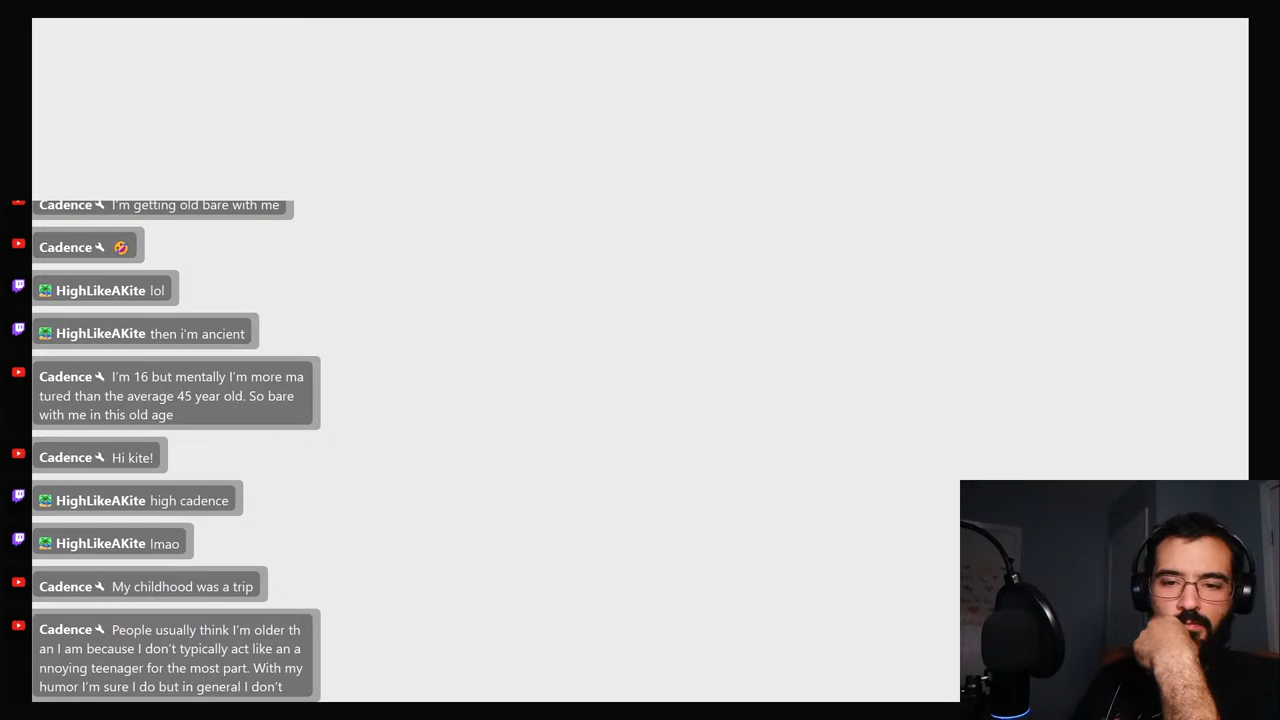 Cadence I'm getting old bare with me
Cadence 🤣
HighLikeAKite lol
HighLikeAKite then i'm ancient
Cadence I'm 16 but mentally I'm more ma
tured than the average 45 year old. So bare
with me in this old age
Cadence Hi kite!
HighLikeAKite high cadence
HighLikeAKite lmao
Cadence My childhood was a trip
Cadence People usually think I'm older th
an I am because I don't typically act like an a
nnoying teenager for the most part. With my
humor I'm sure I do but in general I don't